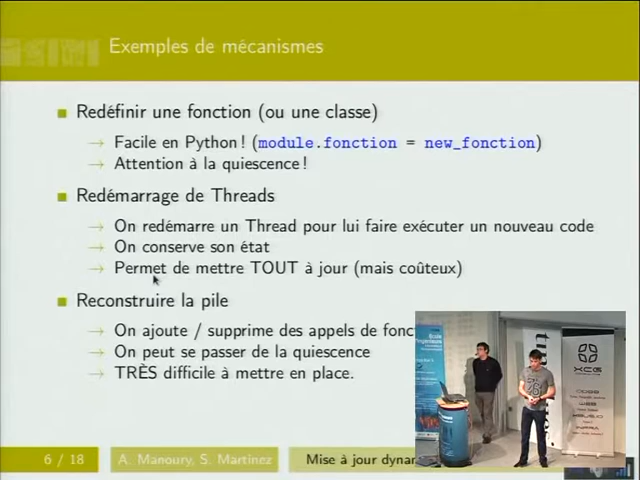 Exemples de mécanismes
Redéfinir une fonction (ou une classe)
→ Facile en Python ! (module.fonction = new_fonction)
→ Attention à la quiescence !
Redémarrage de Threads
→ On redémarre un Thread pour lui faire exécuter un nouveau code
→ On conserve son état
→ Permet de mettre TOUT à jour (mais coûteux)
Reconstruire la pile
→ On ajoute / supprime des appels de fonc
→ On peut se passer de la quiescence
→ TRÈS difficile à mettre en place.
XCG
6 / 18
A. Manoury, S. Martinez
Mise à jour dynam